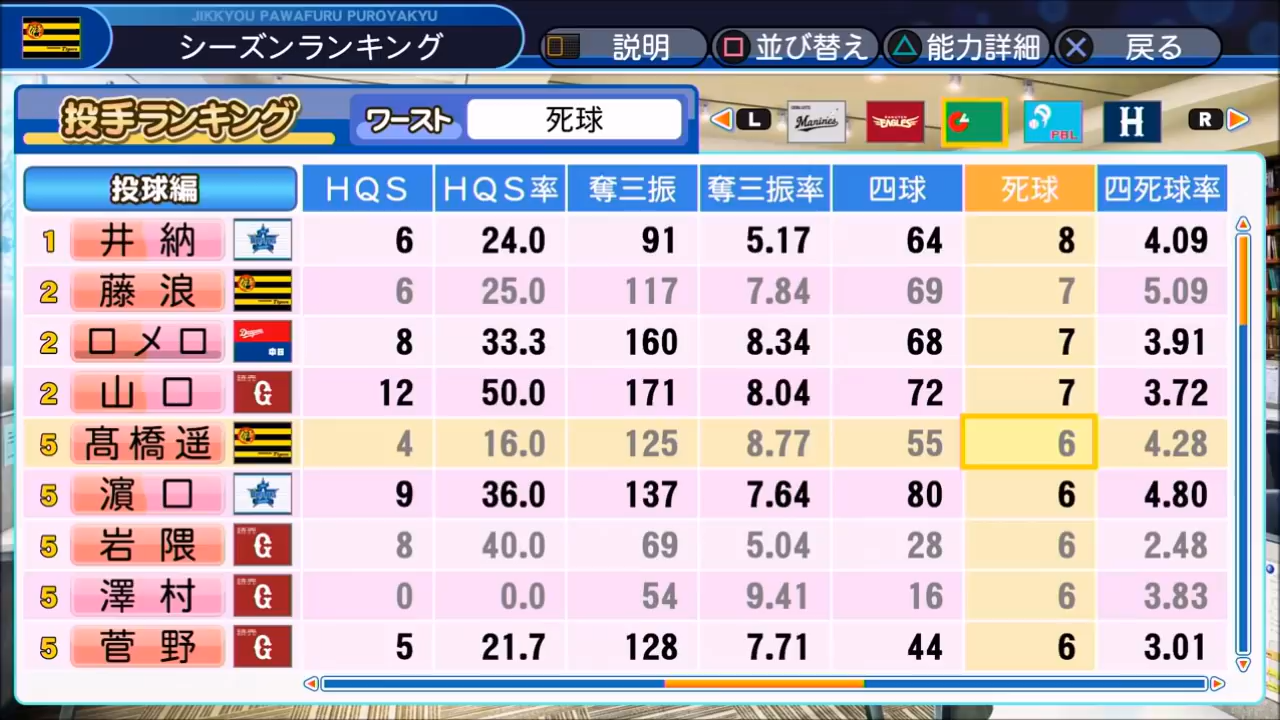 JIKKYOU PAWAFURU PUROYAKYU
シーズンランキング 説明 並び替え 能力詳細 戻る
投手ランキング ワースト 死球 L Marines EAGLES PBL H R
投球編 HQS HQS率 奪三振 奪三振率 四球 死球 四死球率
1 井納 6 24.0 91 5.17 64 8 4.09
2 藤浪 6 25.0 117 7.84 69 7 5.09
2 ロメロ 8 33.3 160 8.34 68 7 3.91
2 山口 G 12 50.0 171 8.04 72 7 3.72
5 髙橋遥 4 16.0 125 8.77 55 6 4.28
5 濵口 9 36.0 137 7.64 80 6 4.80
5 岩隈 G 8 40.0 69 5.04 28 6 2.48
5 澤村 G 0 0.0 54 9.41 16 6 3.83
5 菅野 G 5 21.7 128 7.71 44 6 3.01